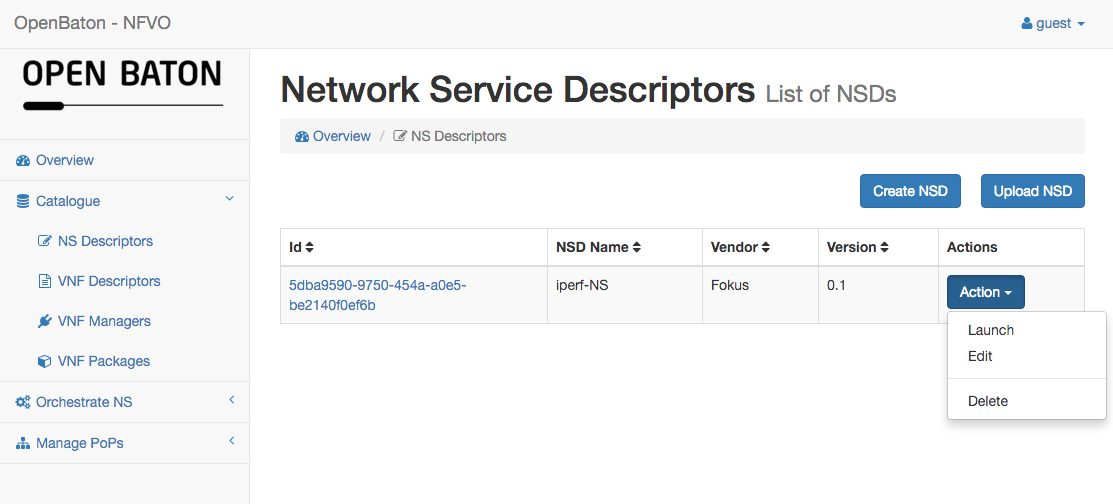 OpenBaton - NFVO
guest
OPEN BATON
Network Service Descriptors List of NSDs
Overview / NS Descriptors
Overview
Catalogue
NS Descriptors
VNF Descriptors
VNF Managers
VNF Packages
Orchestrate NS
Manage PoPs
Create NSD Upload NSD
Id NSD Name Vendor Version Actions
5dba9590-9750-454a-a0e5- iperf-NS Fokus 0.1 Action
be2140f0ef6b
Launch
Edit
Delete